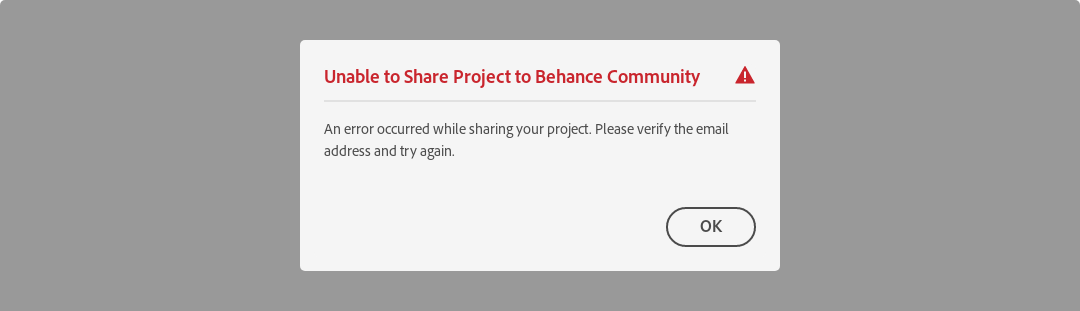 Unable to Share Project to Behance Community
An error occurred while sharing your project. Please verify the email
address and try again.
OK